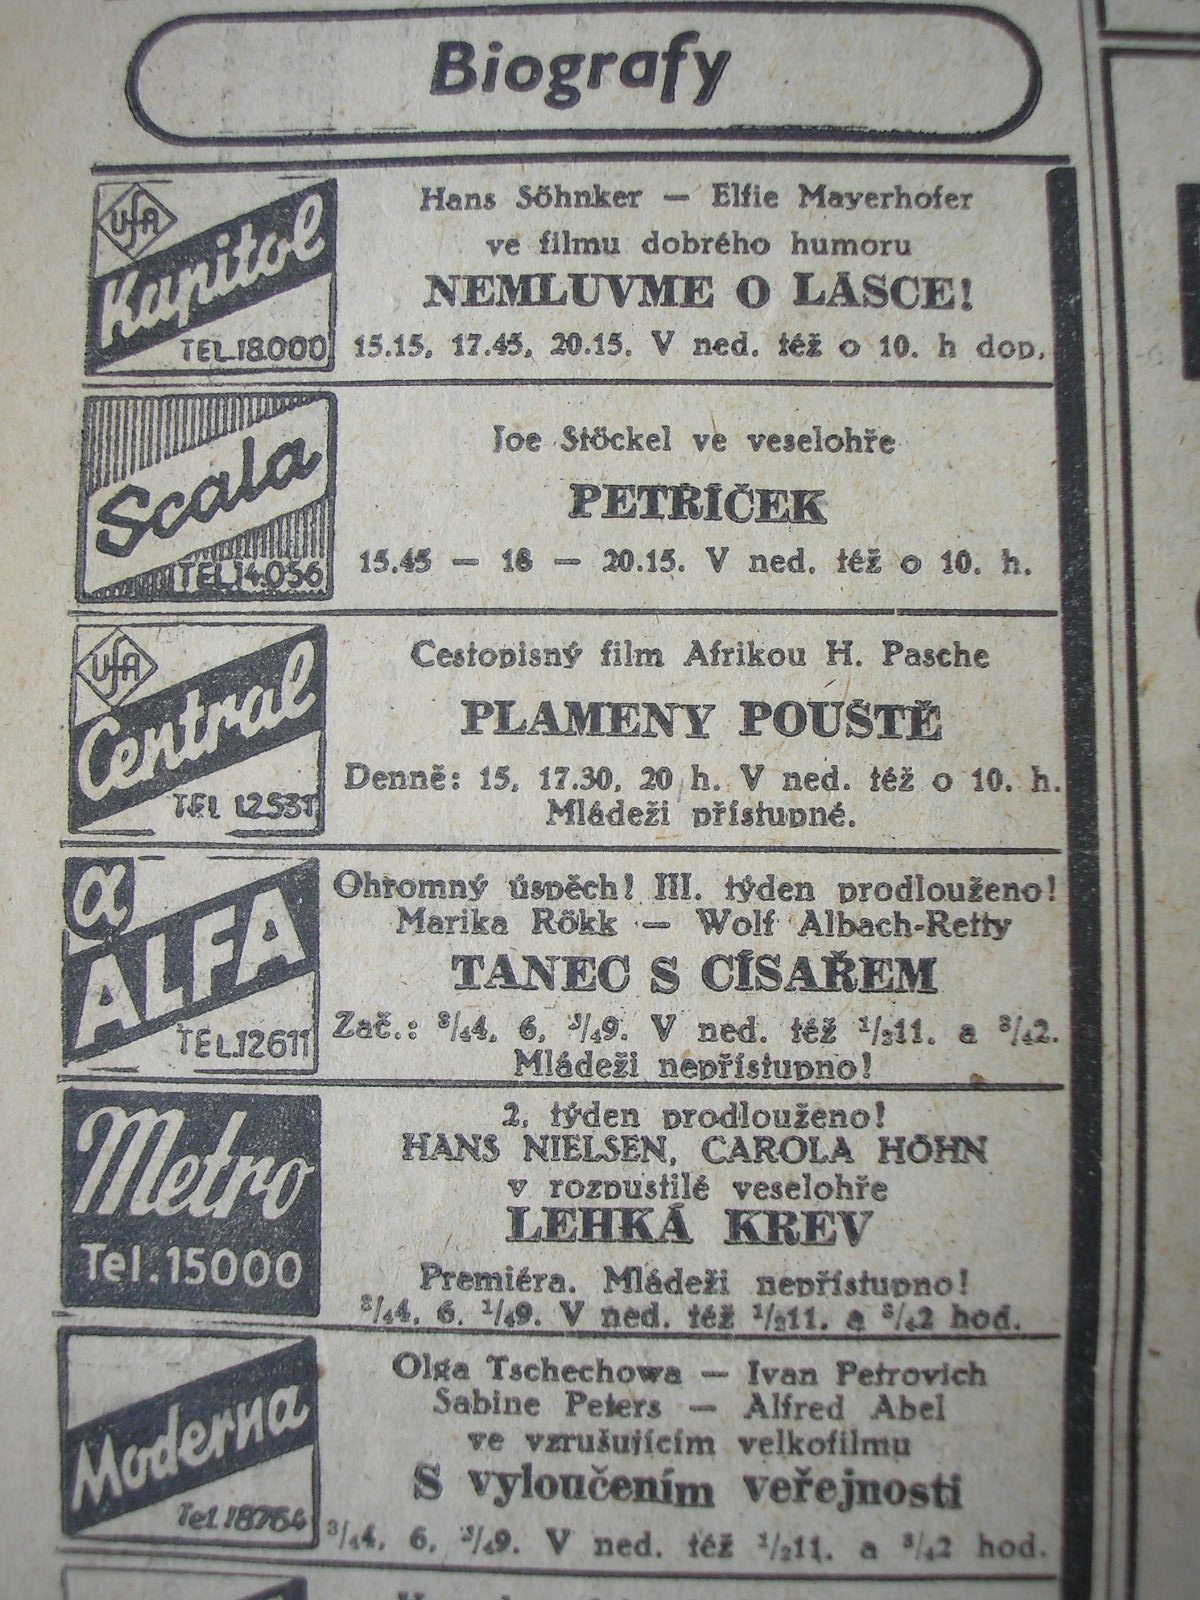 Biografy
UfA
Kapitol
TEL.18.000
Hans Söhnker — Elfie Mayerhofer
ve filmu dobrého humoru
NEMLUVME O LÁSCE!
15.15, 17.45, 20.15. V ned. též o 10. h dop.
Scala
TEL.14.056
Joe Stöckel ve veselohře
PETŘÍČEK
15.45 — 18 — 20.15. V ned. též o 10. h.
UfA
Central
TEL 12531
Cestopisný film Afrikou H. Pasche
PLAMENY POUŠTĚ
Denně: 15, 17.30, 20 h. V ned. též o 10. h.
Mládeži přístupné.
α
ALFA
TEL.12611
Ohromný úspěch! III. týden prodlouženo!
Marika Rökk — Wolf Albach-Retty
TANEC S CÍSAŘEM
Zač.: ¾4, 6, ¼9. V ned. též ½11. a ¾2.
Mládeži nepřístupno!
Metro
Tel.15000
2. týden prodlouženo!
HANS NIELSEN, CAROLA HÖHN
v rozpustilé veselohře
LEHKÁ KREV
Premiéra. Mládeži nepřístupno!
¾4, 6, ¼9. V ned. též ½11. a ¾2 hod.
Moderna
Tel.18764
Olga Tschechowa — Ivan Petrovich
Sabine Peters — Alfred Abel
ve vzrušujícím velkofilmu
S vyloučením veřejnosti
¾4, 6, ¼9. V ned. též ½11. a ¾2 hod.